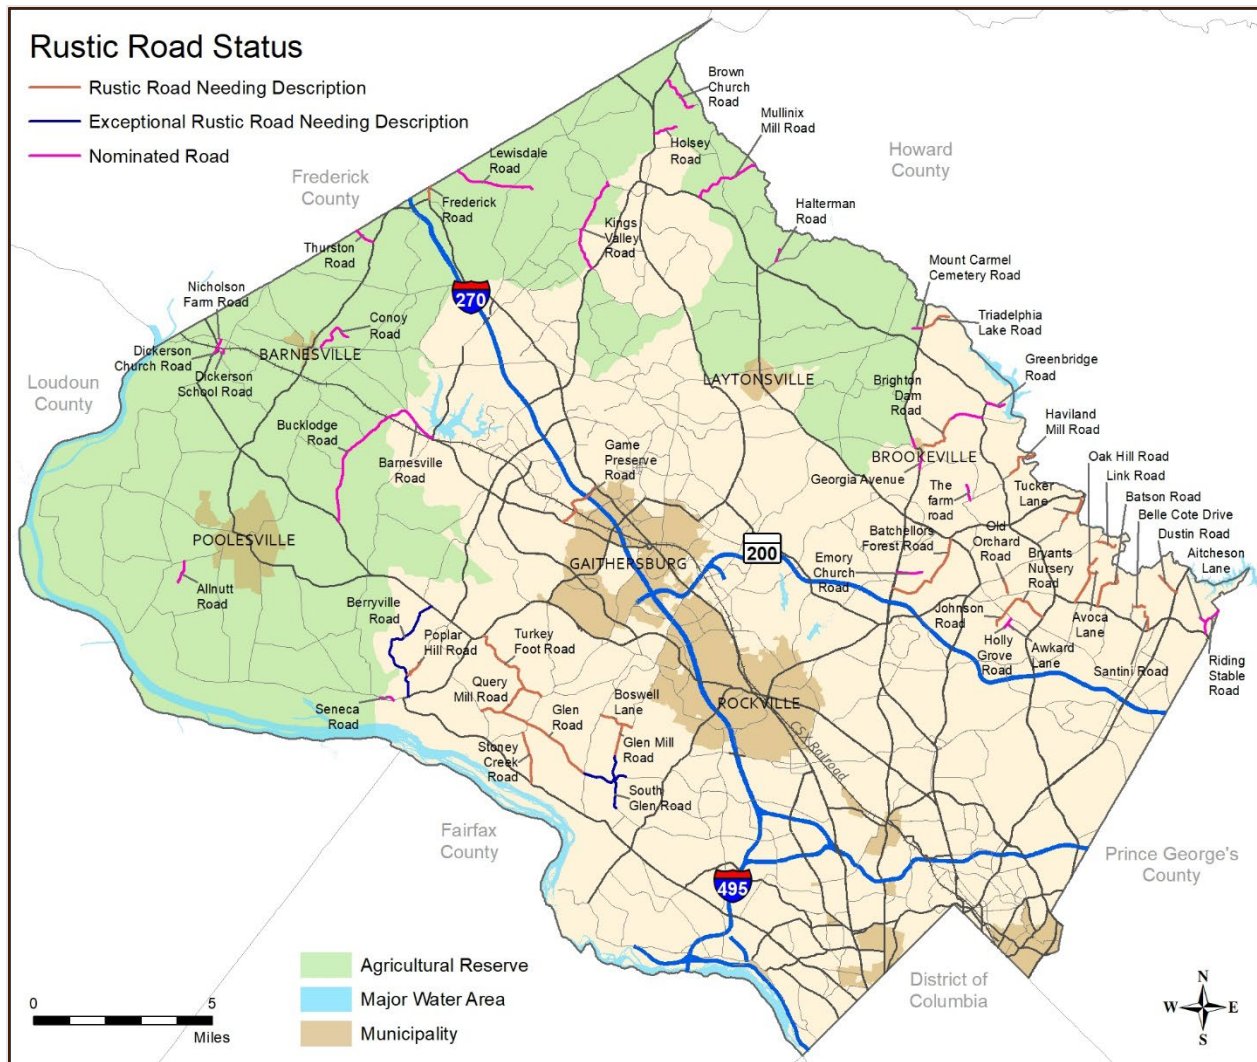 Rustic Road Status
Rustic Road Needing Description
Exceptional Rustic Road Needing Description
Nominated Road
Brown
Church
Road
Mullinix
Mill Road
Holsey
Road
Howard
County
Lewisdale
Road
Frederick
County
Frederick
Road
Kings
Valley
Road
Halterman
Road
Thurston
Road
Mount Carmel
Cemetery Road
Nicholson
Farm Road
270
Conoy
Road
Triadelphia
Lake Road
Dickerson
Church Road
BARNESVILLE
Dickerson
School Road
Greenbridge
Road
Loudoun
County
LAYTONSVILLE
Brighton
Dam
Road
Bucklodge
Road
Haviland
Mill Road
Barnesville
Road
Game
Preserve
Road
BROOKEVILLE
Oak Hill Road
Georgia Avenue
The
farm
road
Tucker
Lane
Link Road
Batson Road
Belle Cote Drive
POOLESVILLE
Batchellors
Forest Road
Old
Orchard
Road
Dustin Road
GAITHERSBURG
200
Emory
Church
Road
Bryants
Nursery
Road
Aitcheson
Lane
Allnutt
Road
Berryville
Road
Poplar
Hill Road
Turkey
Foot Road
Johnson
Road
Holly
Grove
Road
Avoca
Lane
Awkard
Lane
Santini Road
Riding
Stable
Road
Query
Mill Road
Boswell
Lane
Seneca
Road
Glen
Road
ROCKVILLE
Stoney
Creek
Road
Glen Mill
Road
CSX Railroad
South
Glen Road
Fairfax
County
Prince George's
County
495
Agricultural Reserve
Major Water Area
Municipality
District of
Columbia
0 5
Miles
N
W E
S